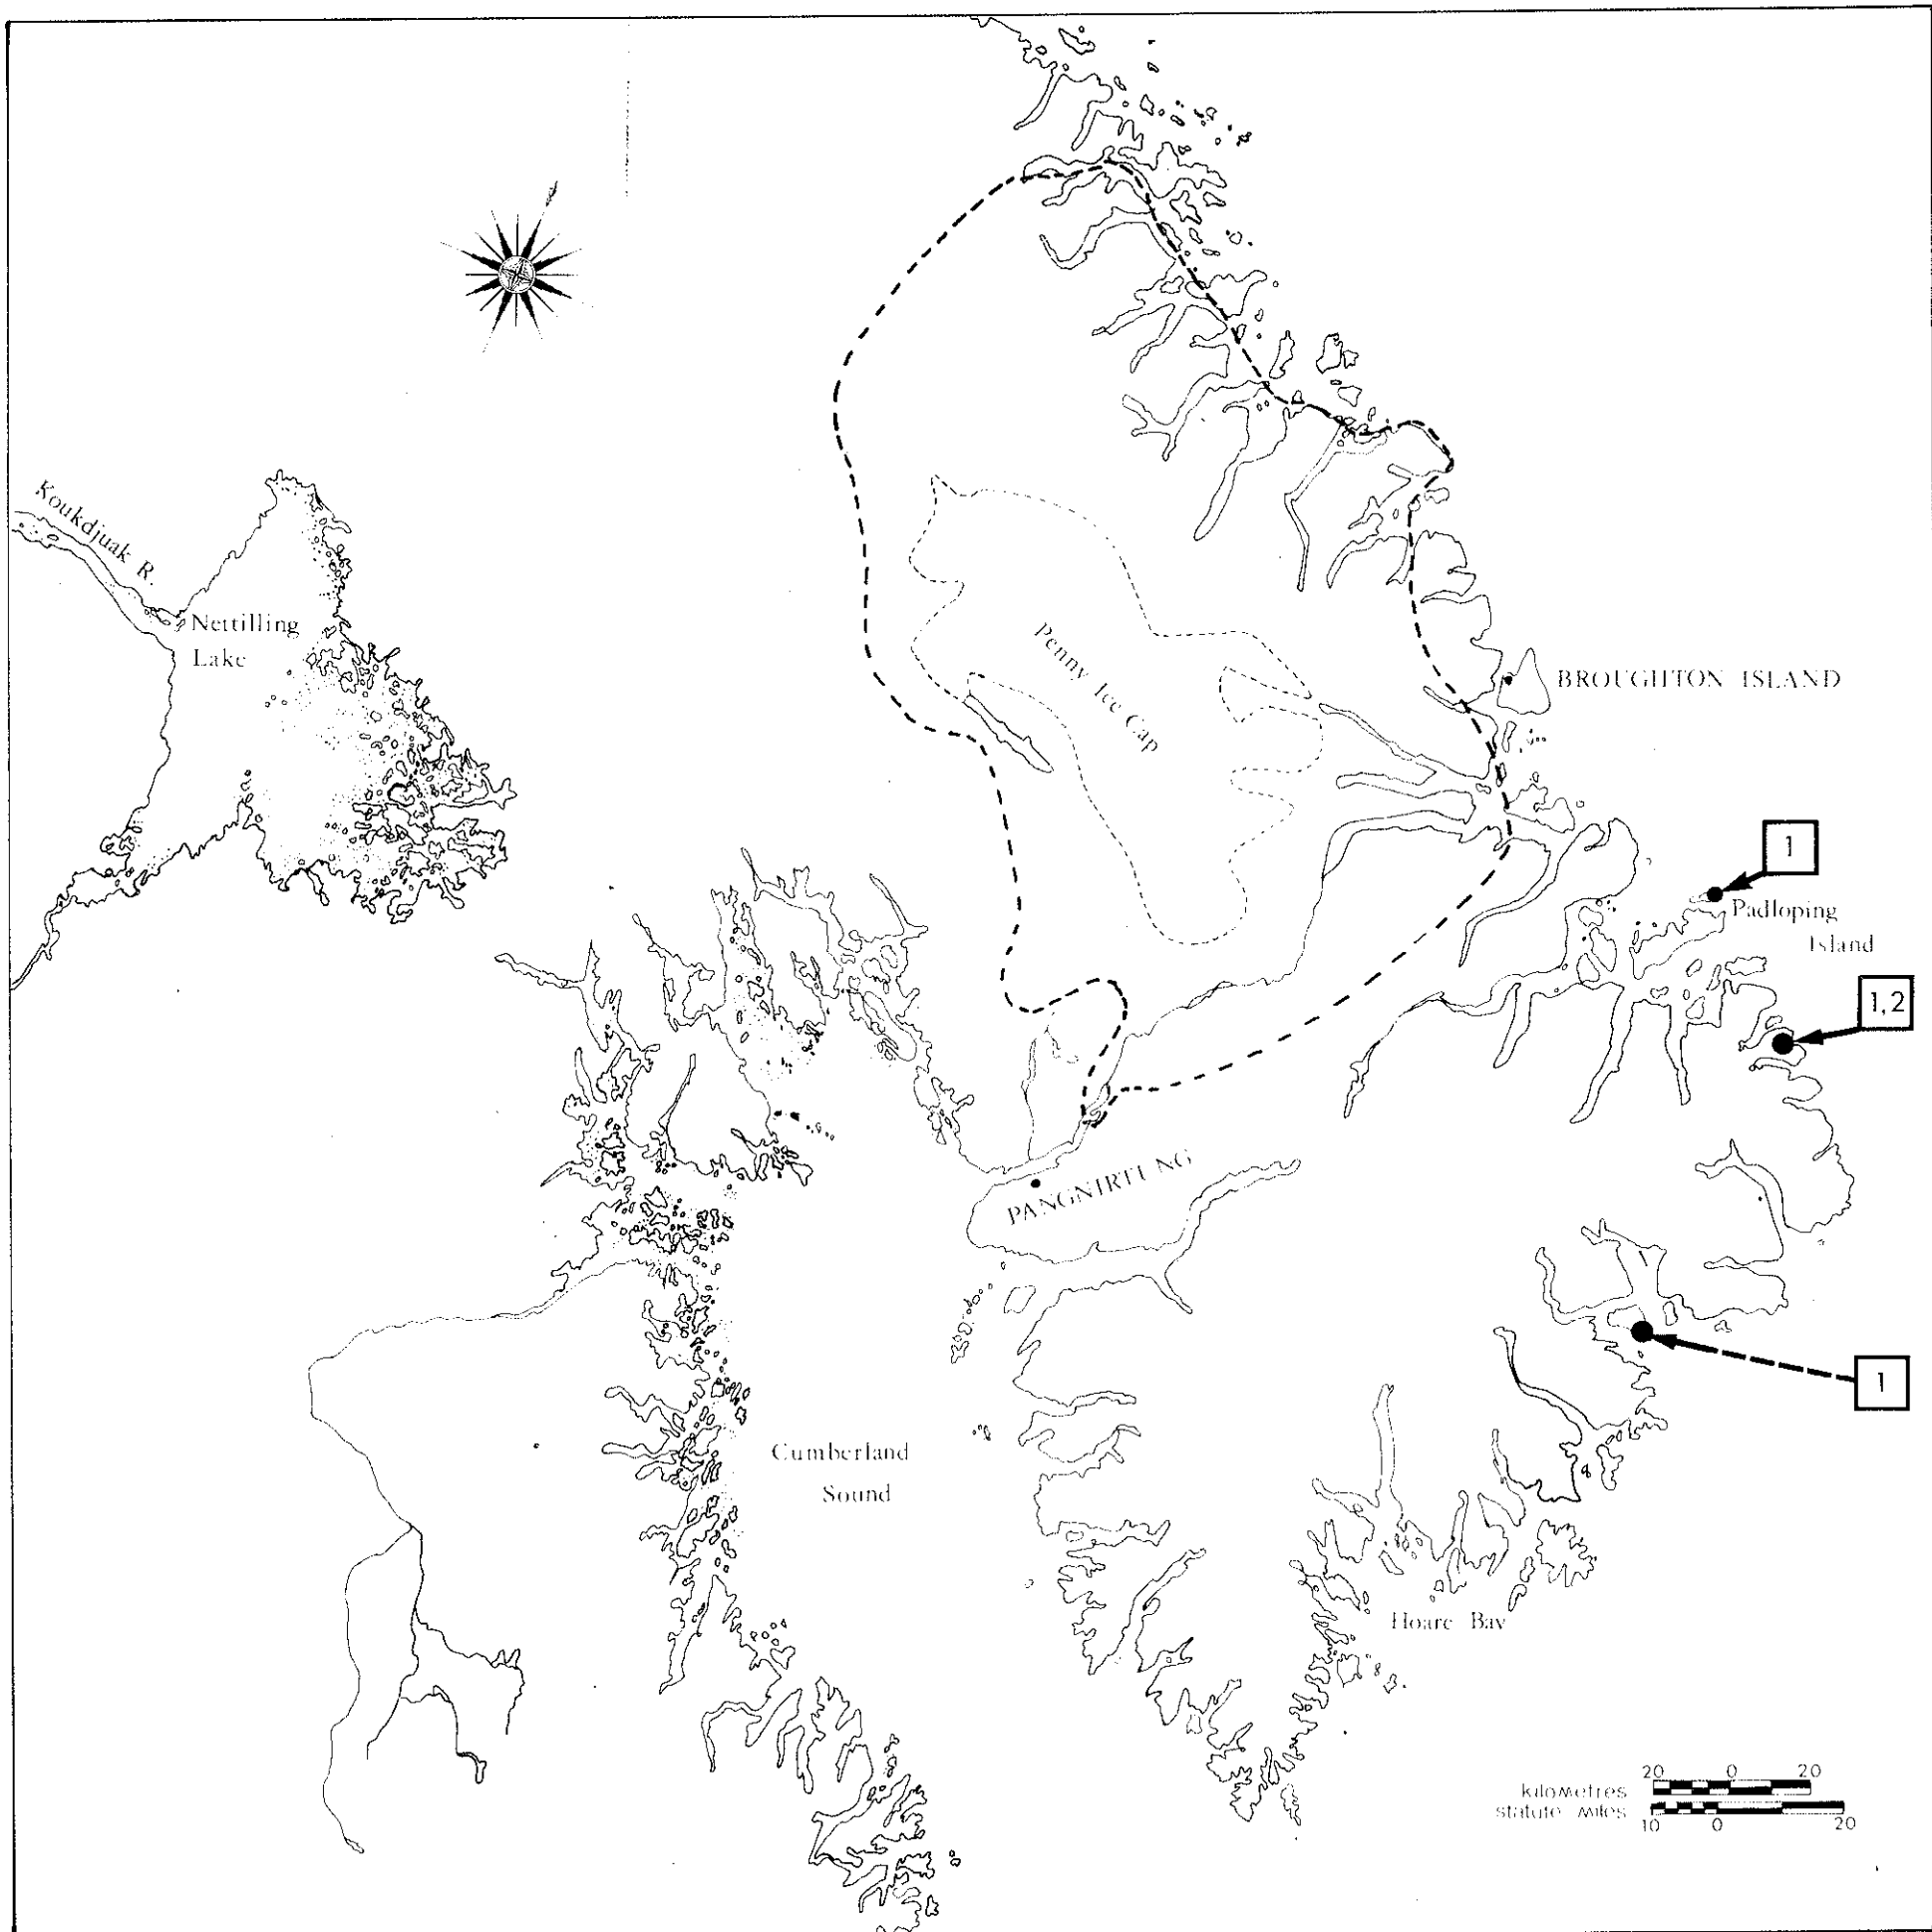 Koukdjuak R.
Nettilling
Lake
Penny Ice Cap
BROUGHTON ISLAND
1
Padloping
Island
1,2
PANGNIRTUNG
1
Cumberland
Sound
Hoare Bay
20 0 20
kilometres
statute miles
10 0 20